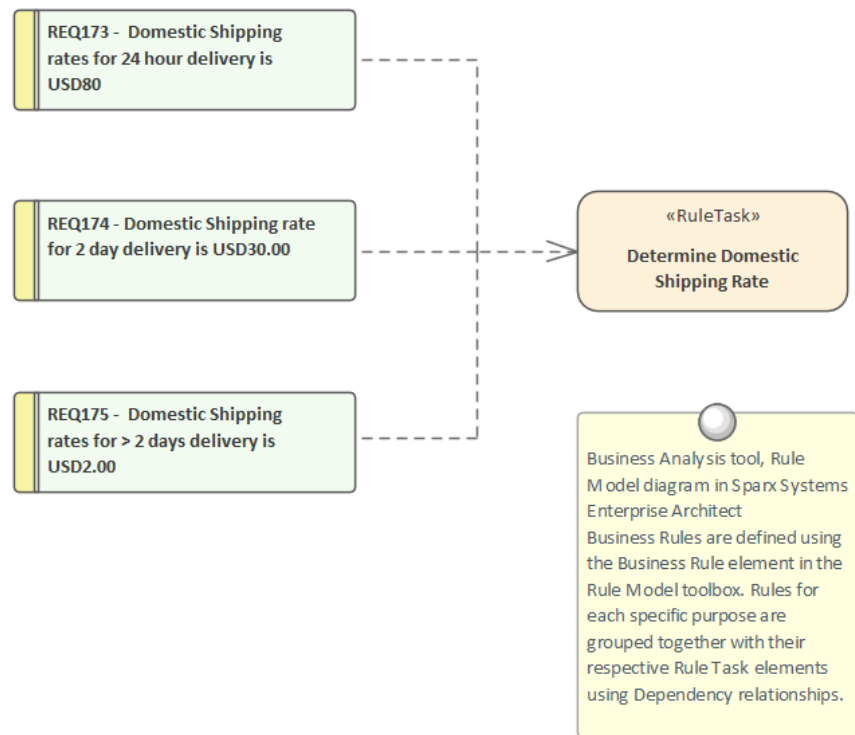 REQ173 -  Domestic Shipping
rates for 24 hour delivery is
USD80
REQ174 - Domestic Shipping rate
for 2 day delivery is USD30.00
«RuleTask»
Determine Domestic
Shipping Rate
REQ175 -  Domestic Shipping
rates for > 2 days delivery is
USD2.00
Business Analysis tool, Rule
Model diagram in Sparx Systems
Enterprise Architect
Business Rules are defined using
the Business Rule element in the
Rule Model toolbox. Rules for
each specific purpose are
grouped together with their
respective Rule Task elements
using Dependency relationships.